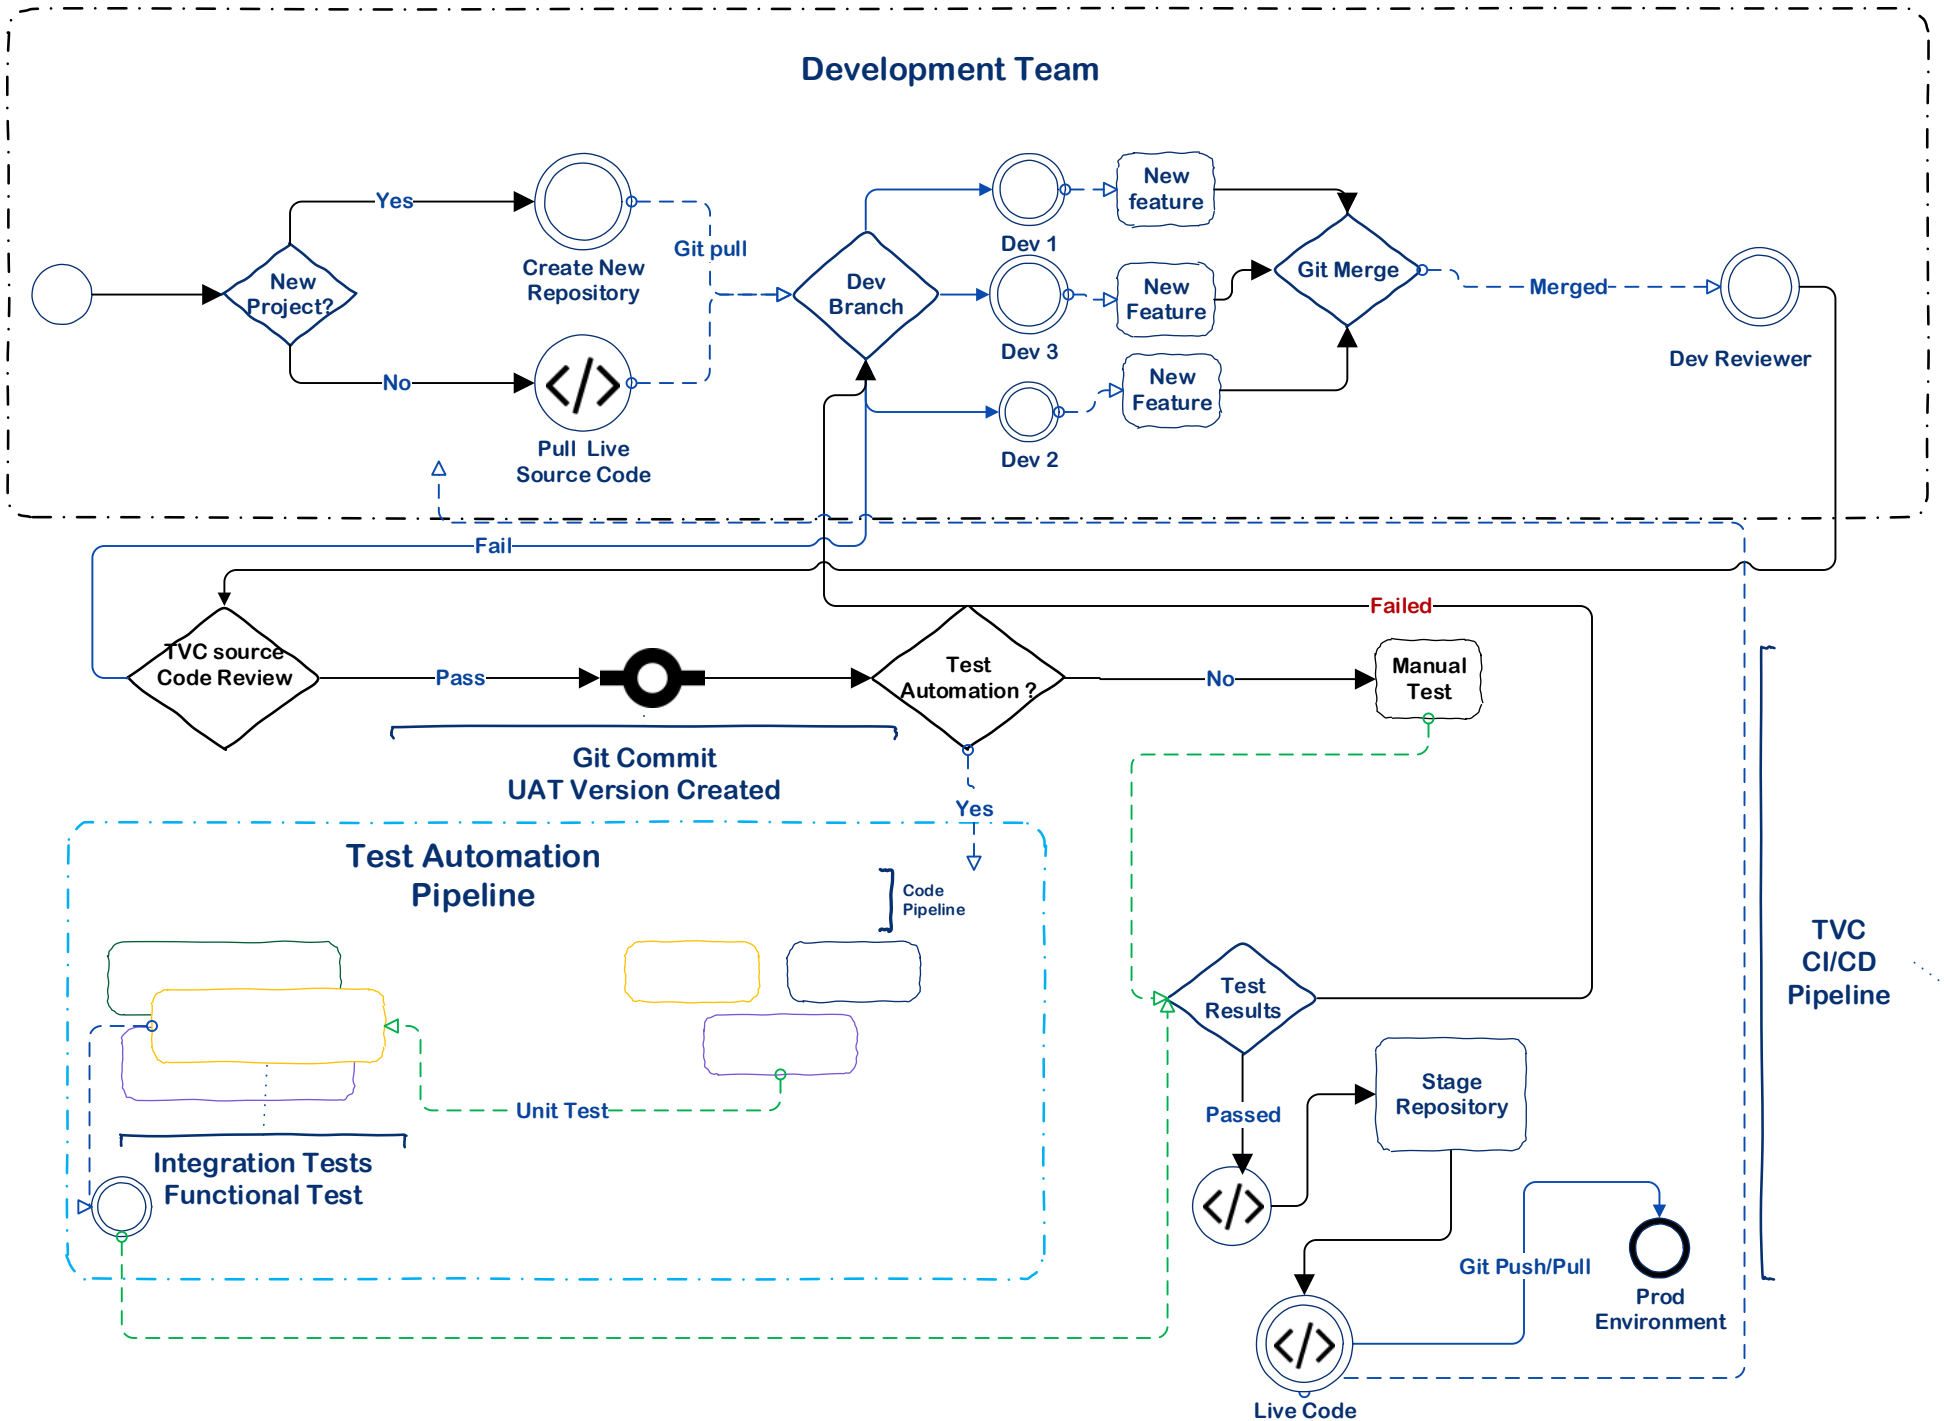 Development Team
Yes
New
Project?
Create New
Repository
Git pull
No
</>
Pull Live
Source Code
Dev
Branch
Dev 1
New
feature
Dev 3
New
Feature
Dev 2
New
Feature
Git Merge
Merged
Dev Reviewer
Fail
Failed
TVC source
Code Review
Pass
Git Commit
UAT Version Created
Test
Automation ?
No
Manual
Test
Yes
Test Automation
Pipeline
Code
Pipeline
Unit Test
Integration Tests
Functional Test
Test
Results
Passed
</>
Stage
Repository
Git Push/Pull
Prod
Environment
</>
Live Code
TVC
CI/CD
Pipeline